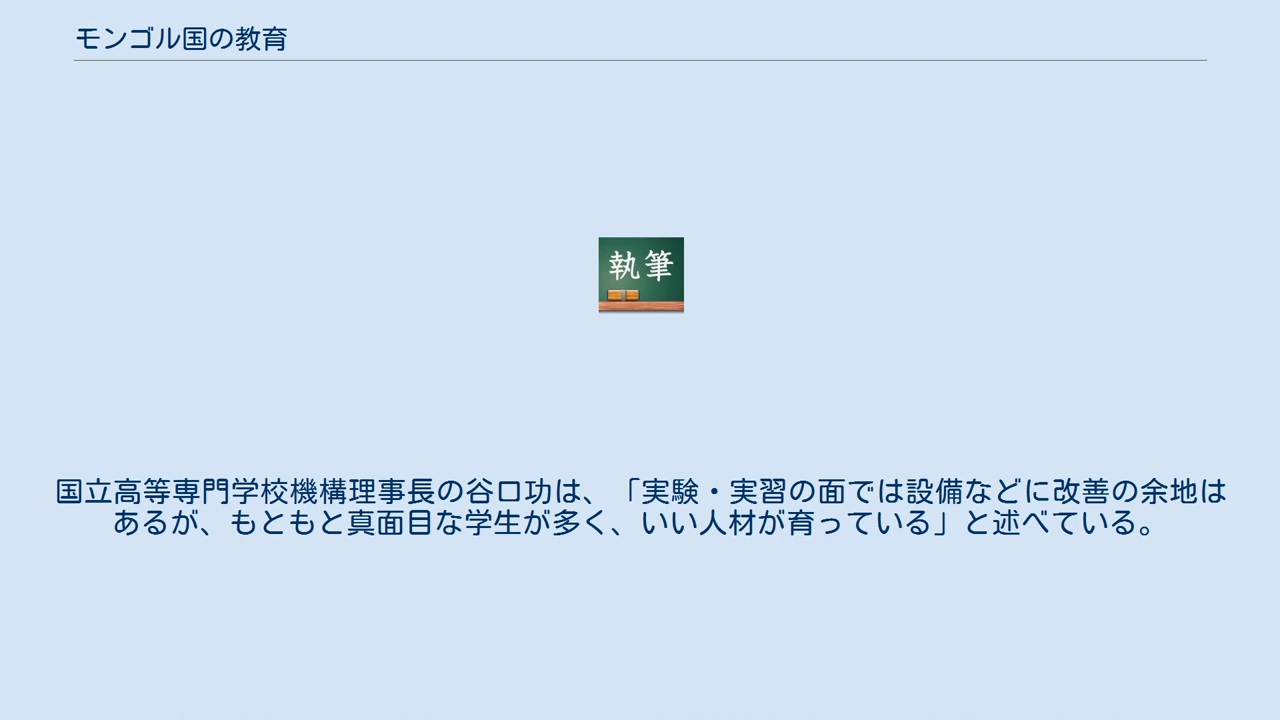 モンゴル国の教育
執筆
国立高等専門学校機構理事長の谷口功は、「実験・実習の面では設備などに改善の余地は
あるが、もともと真面目な学生が多く、いい人材が育っている」と述べている。